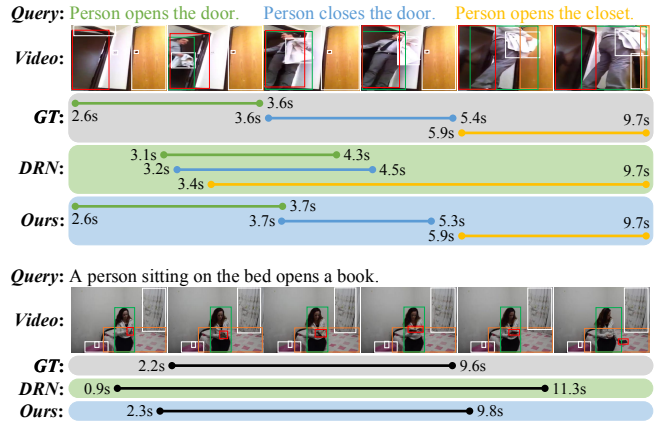 Query: Person opens the door. Person closes the door. Person opens the closet.
Video:
GT:
2.6s 3.6s
3.6s 5.4s
5.9s 9.7s
DRN:
3.1s 4.3s
3.2s 4.5s
3.4s 9.7s
Ours:
2.6s 3.7s
3.7s 5.3s
5.9s 9.7s
Query: A person sitting on the bed opens a book.
Video:
GT: 2.2s 9.6s
DRN: 0.9s 11.3s
Ours: 2.3s 9.8s